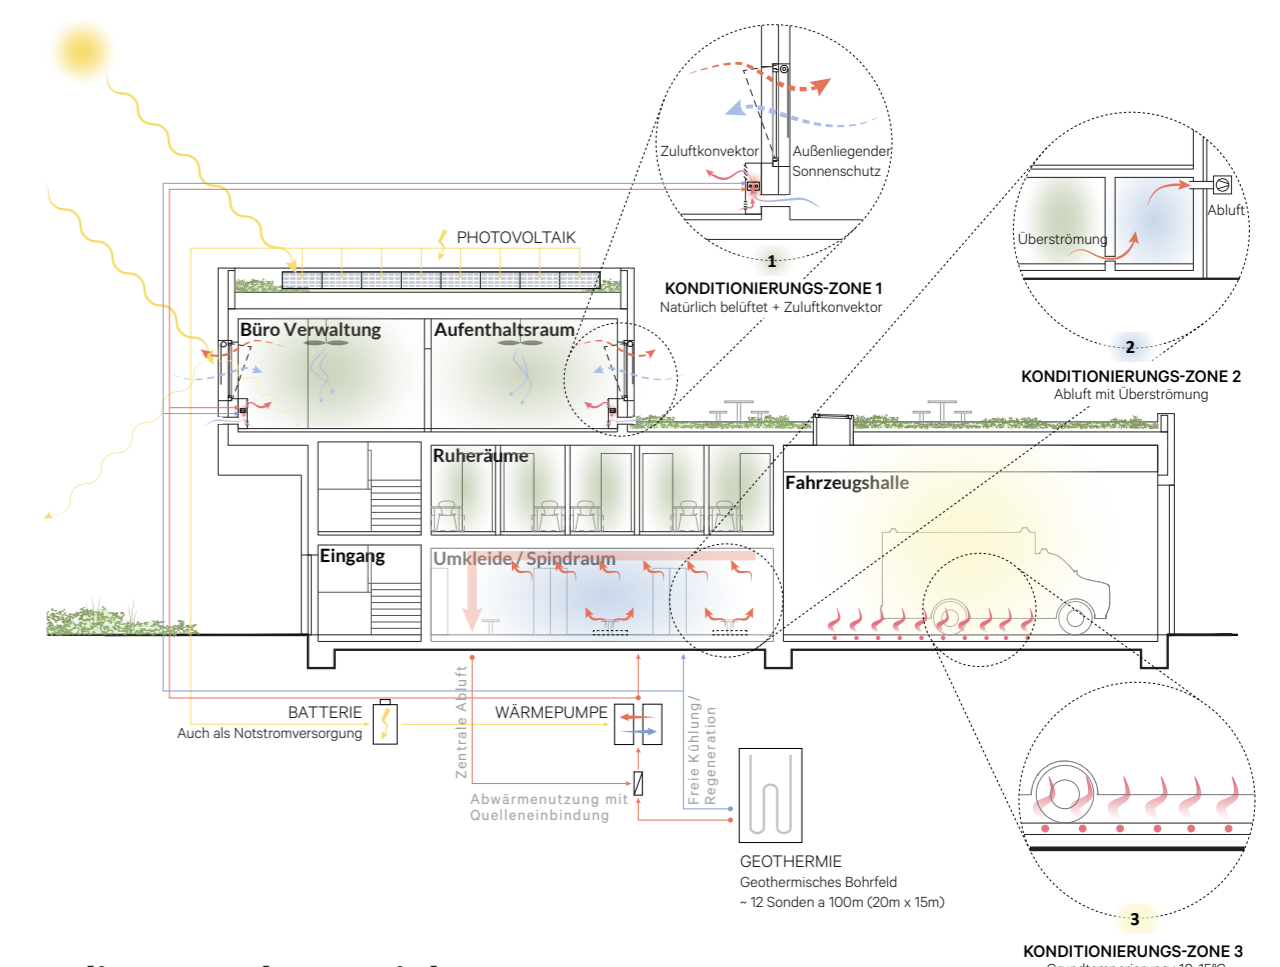 Zuluftkonvektor
Außenliegender
Sonnenschutz
1
KONDITIONIERUNGS-ZONE 1
Natürlich belüftet + Zuluftkonvektor
Abluft
Überströmung
2
KONDITIONIERUNGS-ZONE 2
Abluft mit Überströmung
PHOTOVOLTAIK
Büro Verwaltung
Aufenthaltsraum
Ruheräume
Fahrzeugshalle
Eingang
Umkleide / Spindraum
BATTERIE
Auch als Notstromversorgung
Zentrale Abluft
WÄRMEPUMPE
Freie Kühlung/
Regeneration
Abwärmenutzung mit
Quelleneinbindung
GEOTHERMIE
Geothermisches Bohrfeld
~ 12 Sonden a 100m (20m x 15m)
3
KONDITIONIERUNGS-ZONE 3